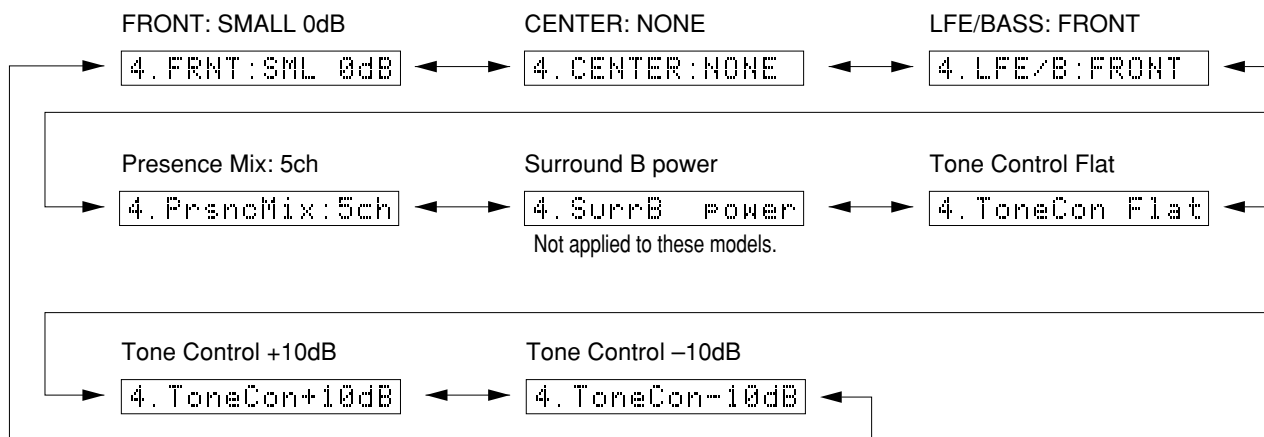 FRONT: SMALL 0dB
CENTER: NONE
LFE/BASS: FRONT
4.FRNT:SML 0dB
4.CENTER:NONE
4.LFE/B:FRONT
Presence Mix: 5ch
Surround B power
Tone Control Flat
4.PrsncMix:5ch
4.SurrB power
4.ToneCon Flat
Not applied to these models.
Tone Control +10dB
Tone Control –10dB
4.ToneCon+10dB
4.ToneCon-10dB